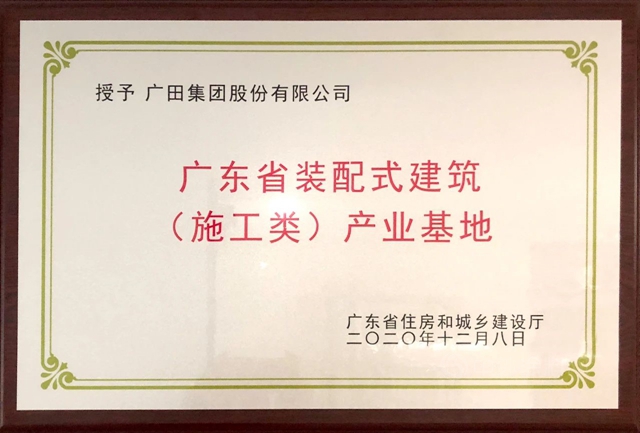 授予 广田集团股份有限公司
广东省装配式建筑
（施工类）产业基地
广东省住房和城乡建设厅
二〇二〇年十二月八日